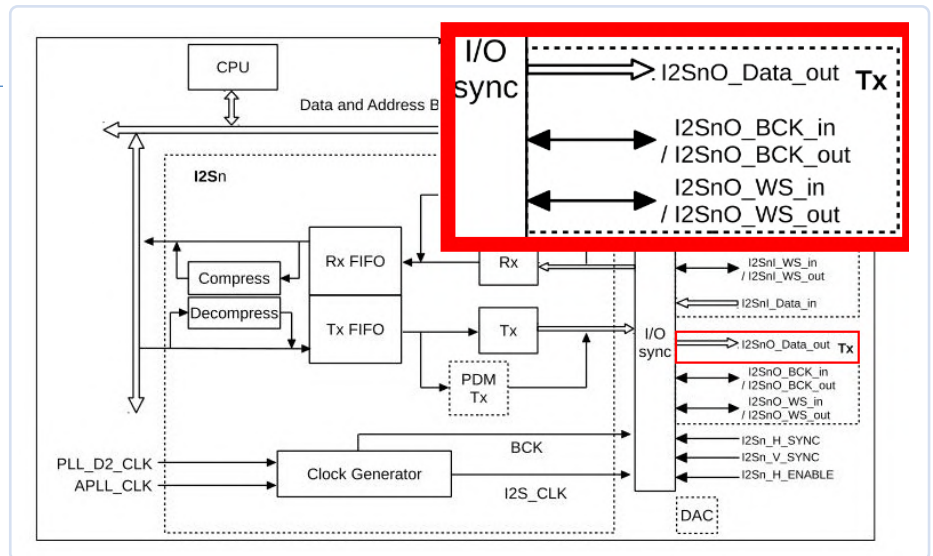 CPU
Data and Address B
I/O
sync
I2SnO_Data_out Tx
I2SnO_BCK_in
/ I2SnO_BCK_out
I2SnO_WS_in
/ I2SnO_WS_out
I2Sn
Rx FIFO
Compress
Decompress
Tx FIFO
Rx
Tx
PDM
Tx
I/O
sync
I2SnI_WS_in
/ I2SnI_WS_out
I2SnI_Data_in
I2SnO_Data_out Tx
I2SnO_BCK_in
/ I2SnO_BCK_out
I2SnO_WS_in
/ I2SnO_WS_out
I2Sn_H_SYNC
I2Sn_V_SYNC
I2Sn_H_ENABLE
PLL_D2_CLK
APLL_CLK
Clock Generator
BCK
I2S_CLK
DAC